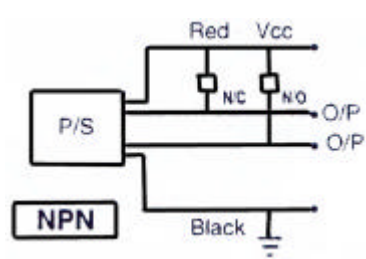 Red Vcc
N/C N/O
O/P
P/S
O/P
NPN
Black